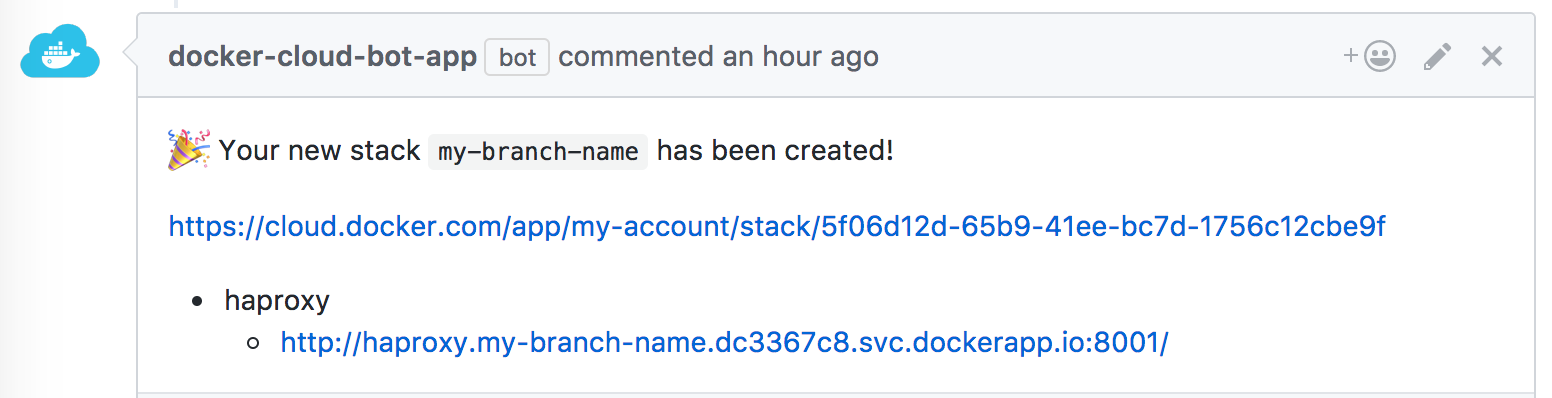 docker-cloud-bot-app bot commented an hour ago
🎉 Your new stack my-branch-name has been created!
https://cloud.docker.com/app/my-account/stack/5f06d12d-65b9-41ee-bc7d-1756c12cbe9f
• haproxy
◦ http://haproxy.my-branch-name.dc3367c8.svc.dockerapp.io:8001/